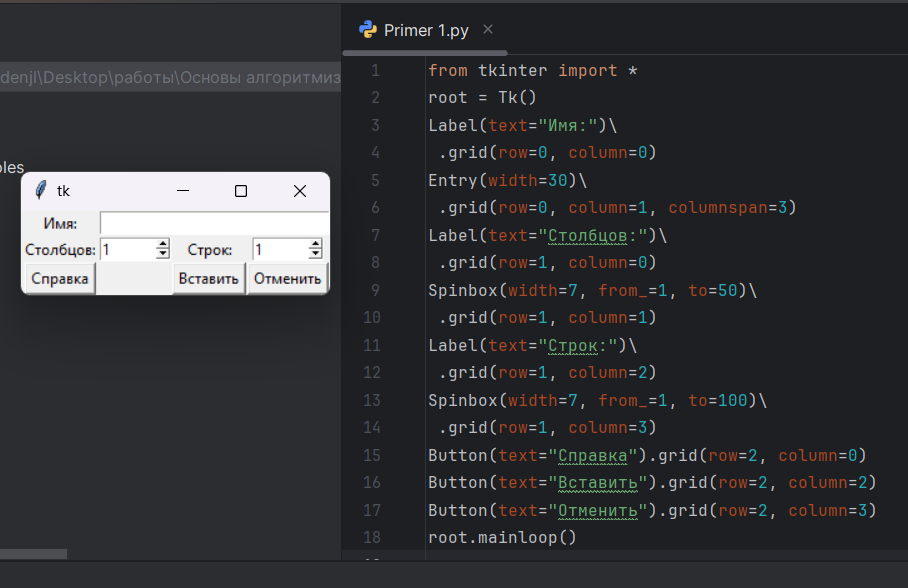 denjl\Desktop\работы\Основы алгоритмиз
ples
tk
Имя:
Столбцов: 1 Строк: 1
Справка Вставить Отменить
Primer 1.py
1 from tkinter import *
2 root = Tk()
3 Label(text="Имя:")\
4 .grid(row=0, column=0)
5 Entry(width=30)\
6 .grid(row=0, column=1, columnspan=3)
7 Label(text="Столбцов:")\
8 .grid(row=1, column=0)
9 Spinbox(width=7, from_=1, to=50)\
10 .grid(row=1, column=1)
11 Label(text="Строк:")\
12 .grid(row=1, column=2)
13 Spinbox(width=7, from_=1, to=100)\
14 .grid(row=1, column=3)
15 Button(text="Справка").grid(row=2, column=0)
16 Button(text="Вставить").grid(row=2, column=2)
17 Button(text="Отменить").grid(row=2, column=3)
18 root.mainloop()